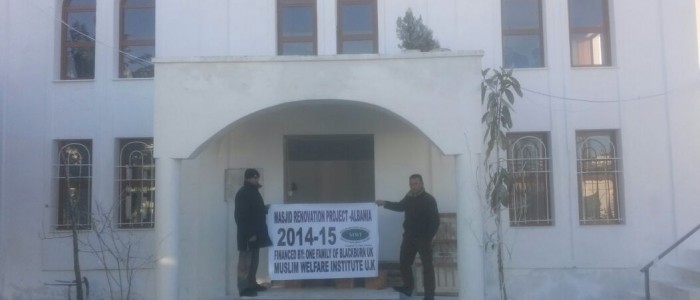 MASJID RENOVATION PROJECT -ALBANIA
2014-15
FINANCED BY: ONE FAMILY OF BLACKBURN UK
MUSLIM WELFARE INSTITUTE U.K